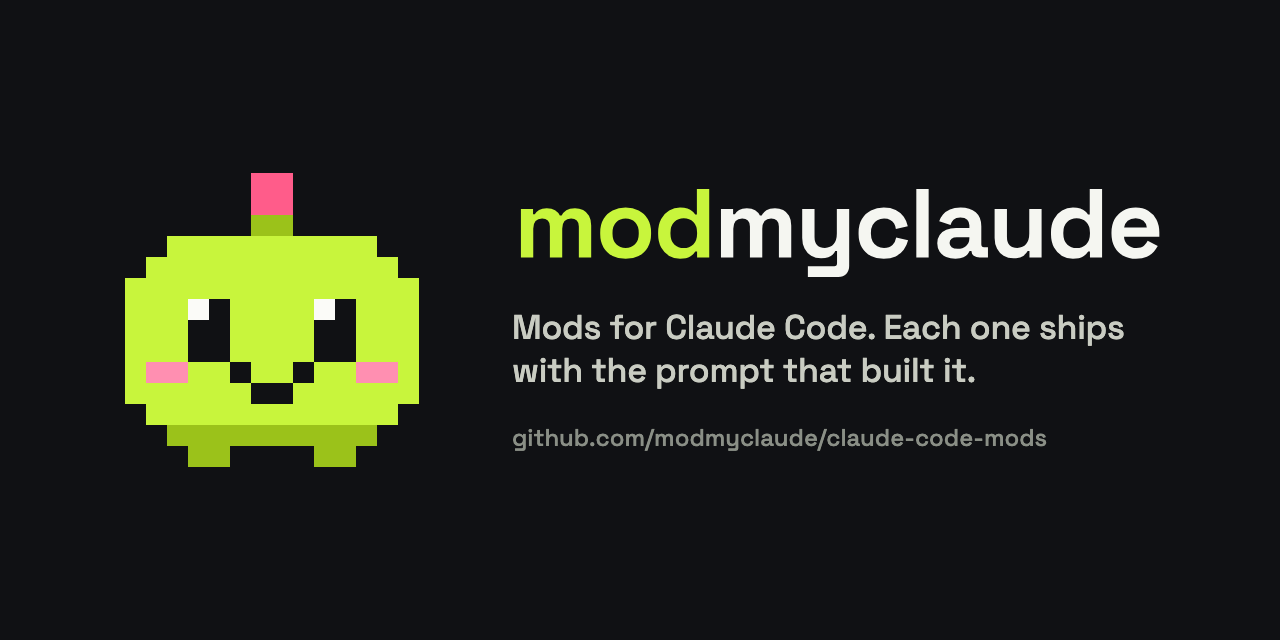 modmyclaude
Mods for Claude Code. Each one ships
with the prompt that built it.
github.com/modmyclaude/claude-code-mods